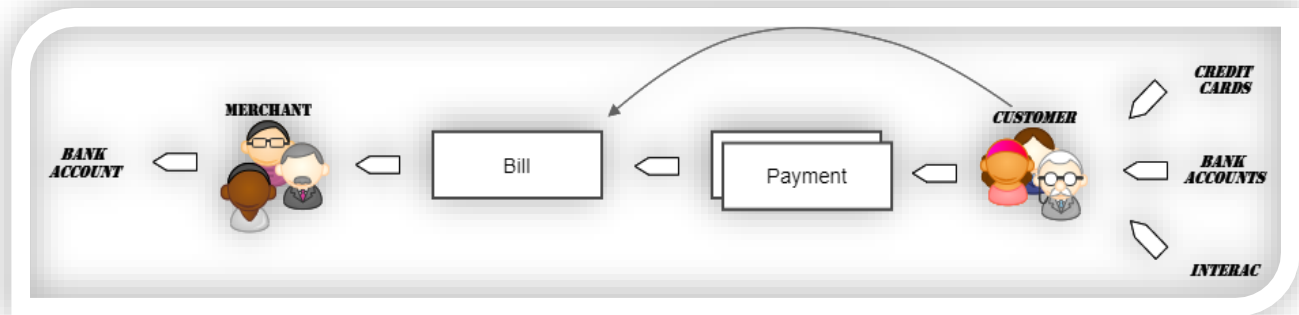 BANK
ACCOUNT
MERCHANT
Bill
Payment
CUSTOMER
CREDIT
CARDS
BANK
ACCOUNTS
INTERAC